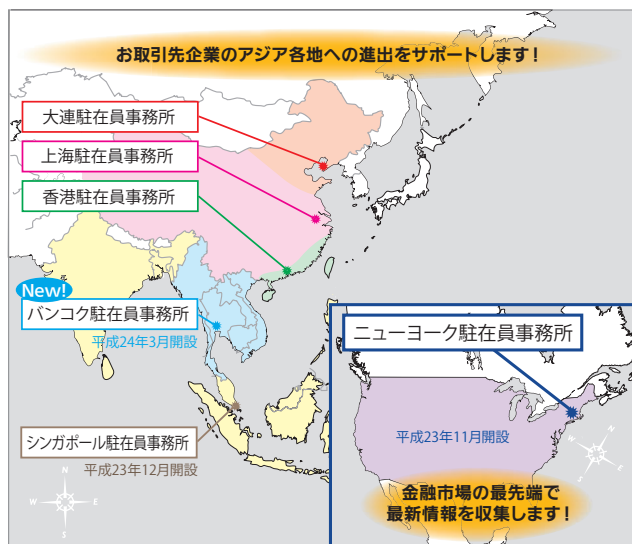 お取引先企業のアジア各地への進出をサポートします！
大連駐在員事務所
上海駐在員事務所
香港駐在員事務所
New!
バンコク駐在員事務所
平成24年3月開設
シンガポール駐在員事務所
平成23年12月開設
N
W E
S
ニューヨーク駐在員事務所
平成23年11月開設
金融市場の最先端で
最新情報を収集します！
N
W E
S